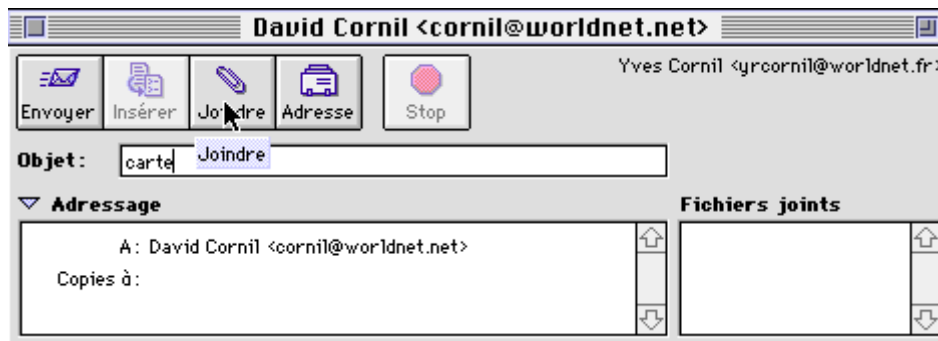 David Cornil <cornil@worldnet.net>
Yves Cornil <yrcornil@worldnet.fr>
Envoyer Insérer Joindre Adresse Stop
Joindre
Objet: carte
Adressage Fichiers joints
A: David Cornil <cornil@worldnet.net>
Copies à: